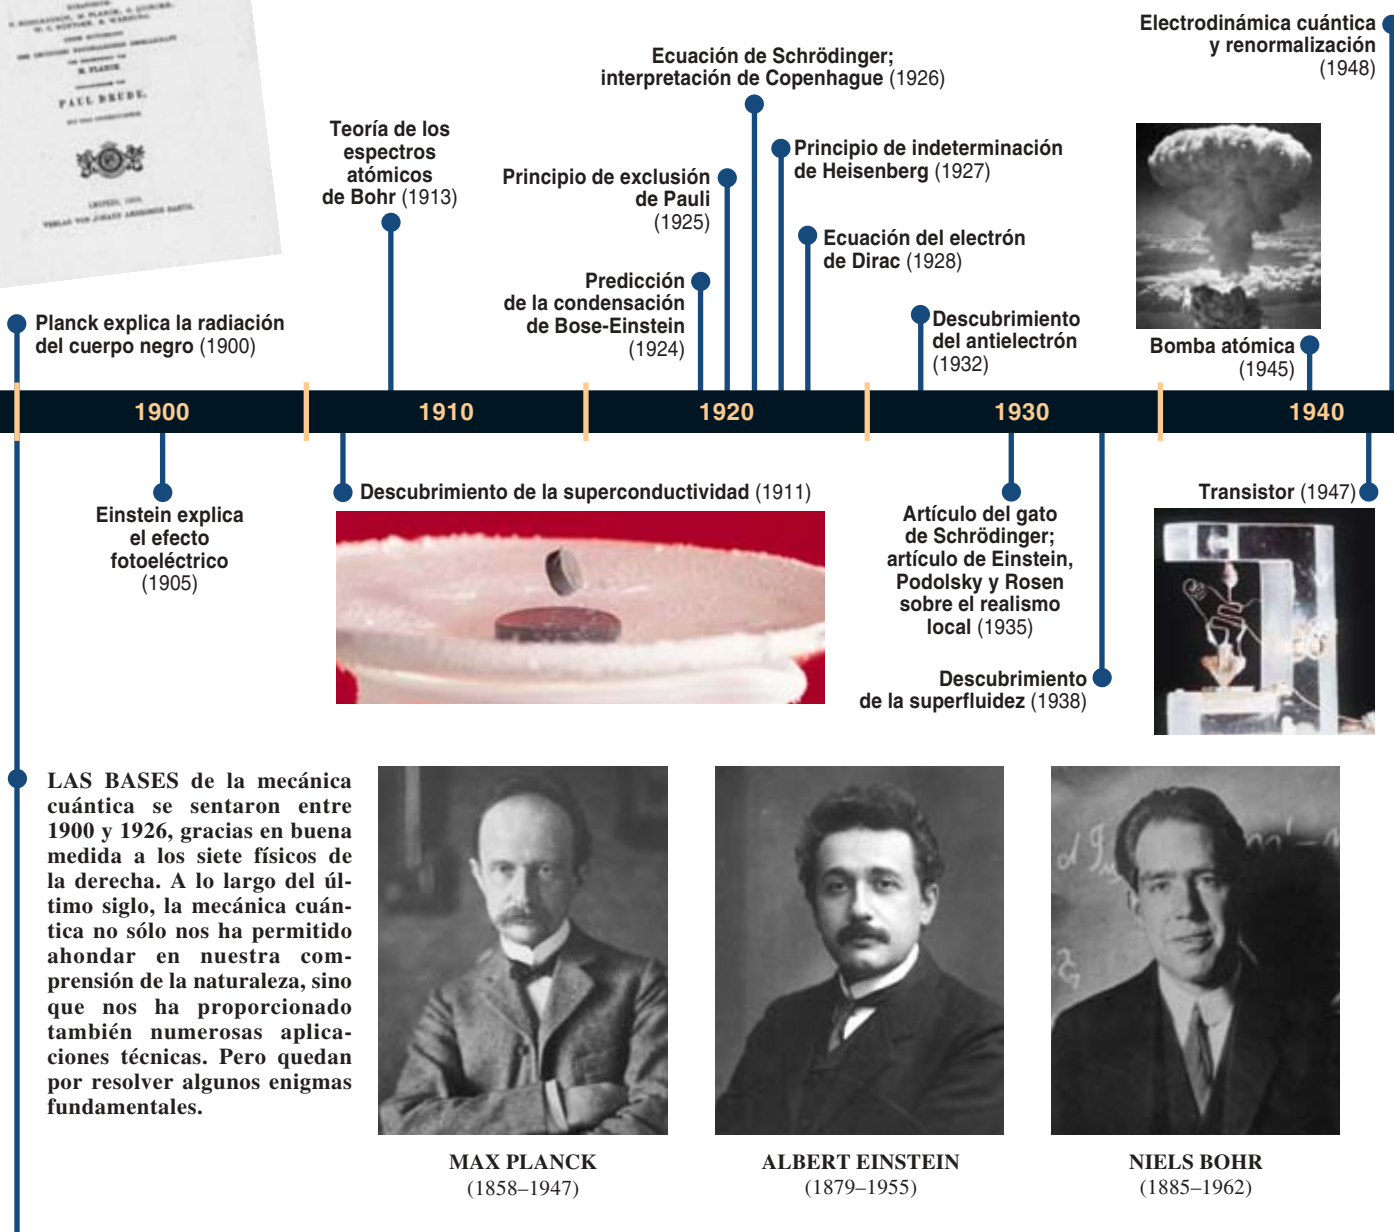 M. PLANCK
PAUL DRUDE.
Electrodinámica cuántica
y renormalización
(1948)
Ecuación de Schrödinger;
interpretación de Copenhague (1926)
Teoría de los
espectros
atómicos
de Bohr (1913)
Principio de indeterminación
de Heisenberg (1927)
Principio de exclusión
de Pauli
(1925)
Ecuación del electrón
de Dirac (1928)
Predicción
de la condensación
de Bose-Einstein
(1924)
Planck explica la radiación
del cuerpo negro (1900)
Descubrimiento
del antielectrón
(1932)
Bomba atómica
(1945)
1900 1910 1920 1930 1940
Einstein explica
el efecto
fotoeléctrico
(1905)
Descubrimiento de la superconductividad (1911)
Artículo del gato
de Schrödinger;
artículo de Einstein,
Podolsky y Rosen
sobre el realismo
local (1935)
Descubrimiento
de la superfluidez (1938)
Transistor (1947)
LAS BASES de la mecánica
cuántica se sentaron entre
1900 y 1926, gracias en buena
medida a los siete físicos de
la derecha. A lo largo del úl-
timo siglo, la mecánica cuán-
tica no sólo nos ha permitido
ahondar en nuestra com-
prensión de la naturaleza, sino
que nos ha proporcionado
también numerosas aplica-
ciones técnicas. Pero quedan
por resolver algunos enigmas
fundamentales.
MAX PLANCK
(1858–1947)
ALBERT EINSTEIN
(1879–1955)
NIELS BOHR
(1885–1962)